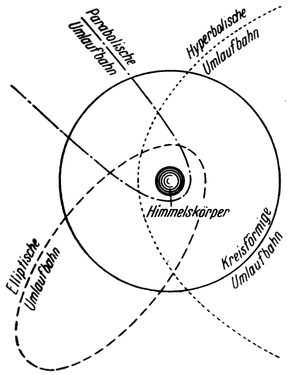 Parabolische
Umlaufbahn
Hyperbolische
Umlaufbahn
Himmelskörper
Elliptische
Umlaufbahn
Kreisförmige
Umlaufbahn